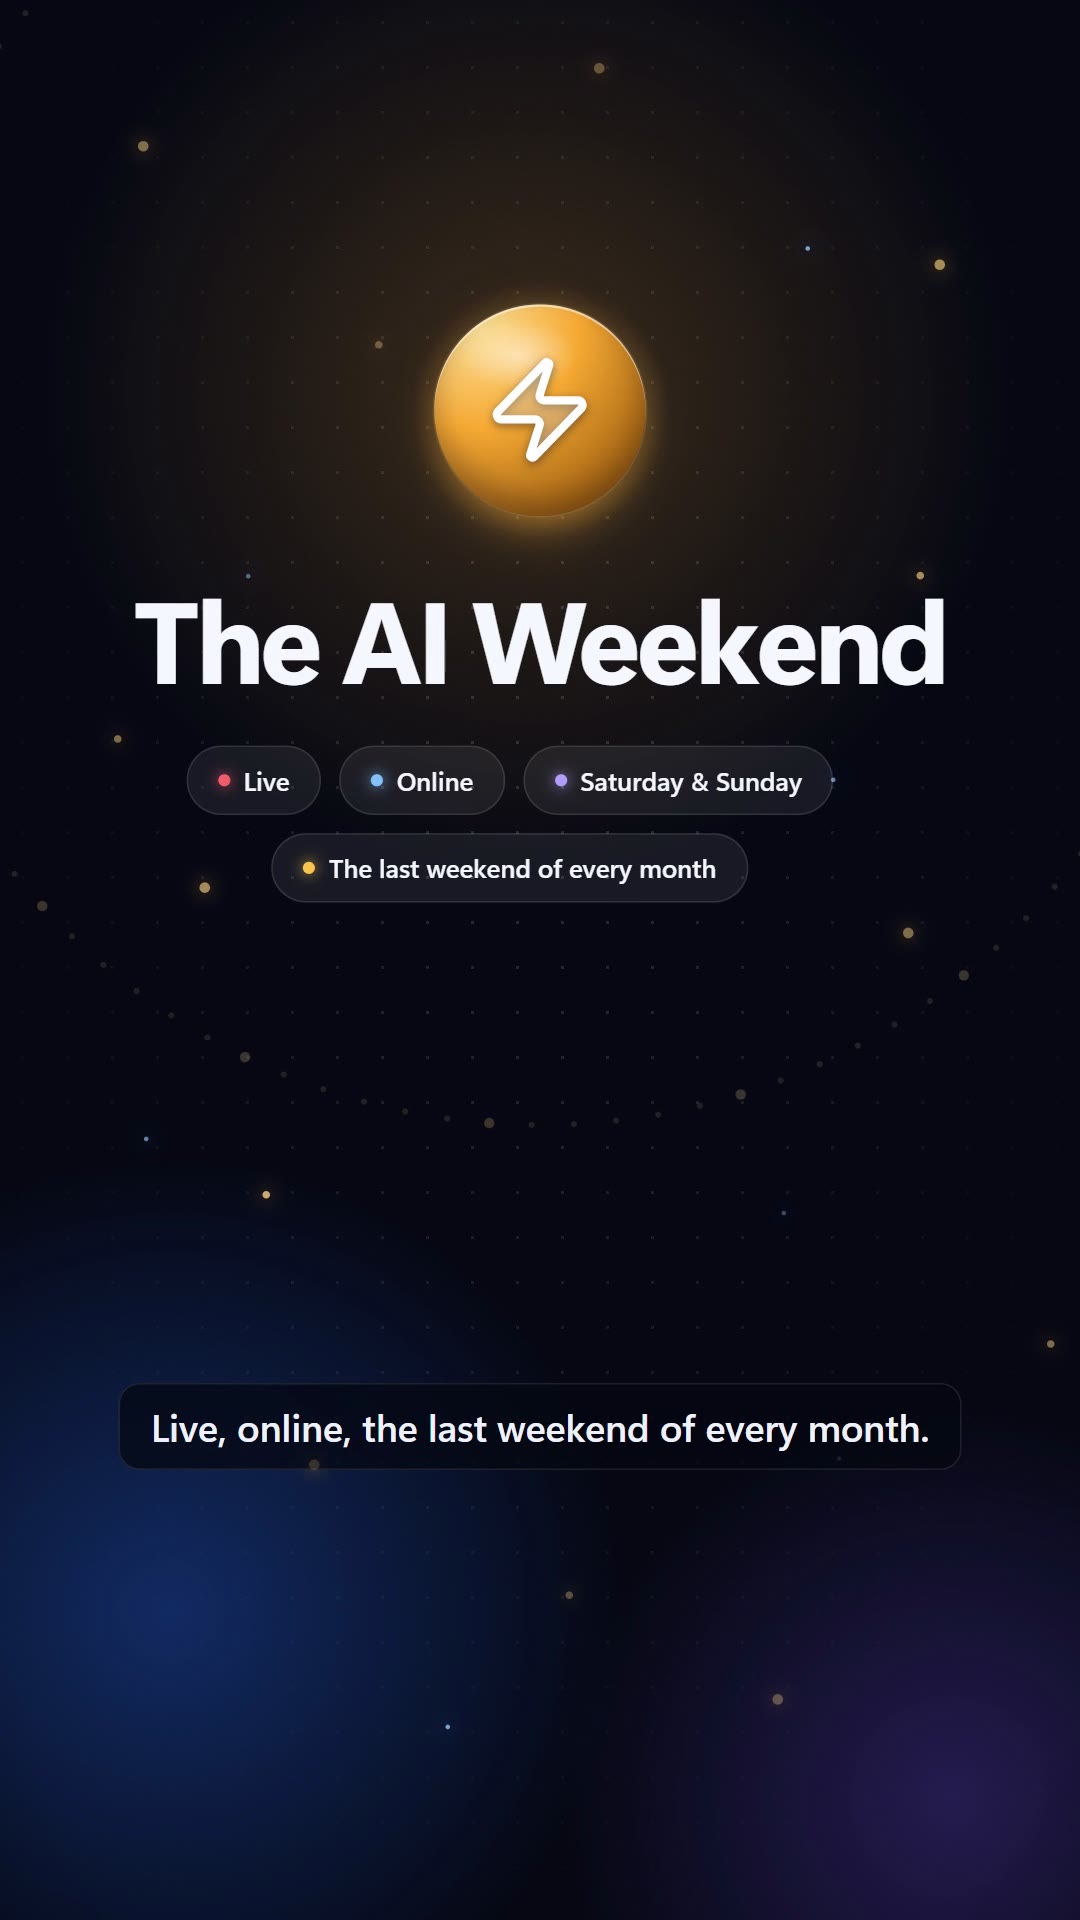 The AI Weekend
Live
Online
Saturday & Sunday
The last weekend of every month
Live, online, the last weekend of every month.